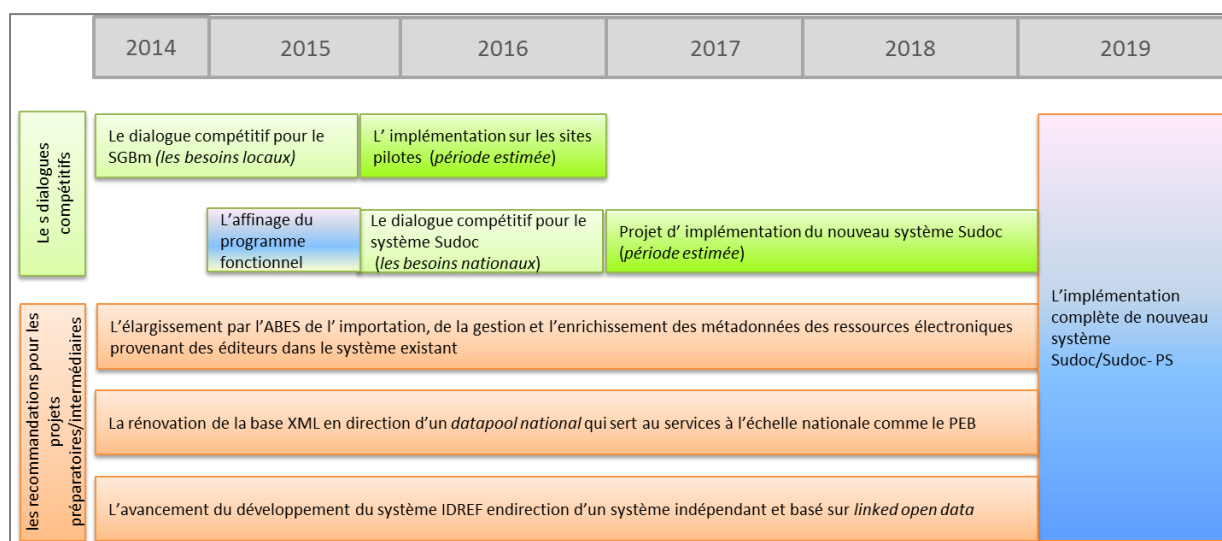 2014 2015 2016 2017 2018 2019
Le s dialogues
compétitifs
Le dialogue compétitif pour le
SGBm (les besoins locaux)
L’ implémentation sur les sites
pilotes (période estimée)
L’affinage du
programme
fonctionnel
Le dialogue compétitif pour le
système Sudoc
(les besoins nationaux)
Projet d’ implémentation du nouveau système Sudoc
(période estimée)
les recommandations pour les
projets
préparatoires/intermédiaires
L’élargissement par l’ABES de l’ importation, de la gestion et l’enrichissement des métadonnées des ressources électroniques
provenant des éditeurs dans le système existant
La rénovation de la base XML en direction d’un datapool national qui sert au services à l’échelle nationale comme le PEB
L’avancement du développement du système IDREF endirection d’un système indépendant et basé sur linked open data
L’implémentation
complète de nouveau
système
Sudoc/Sudoc- PS